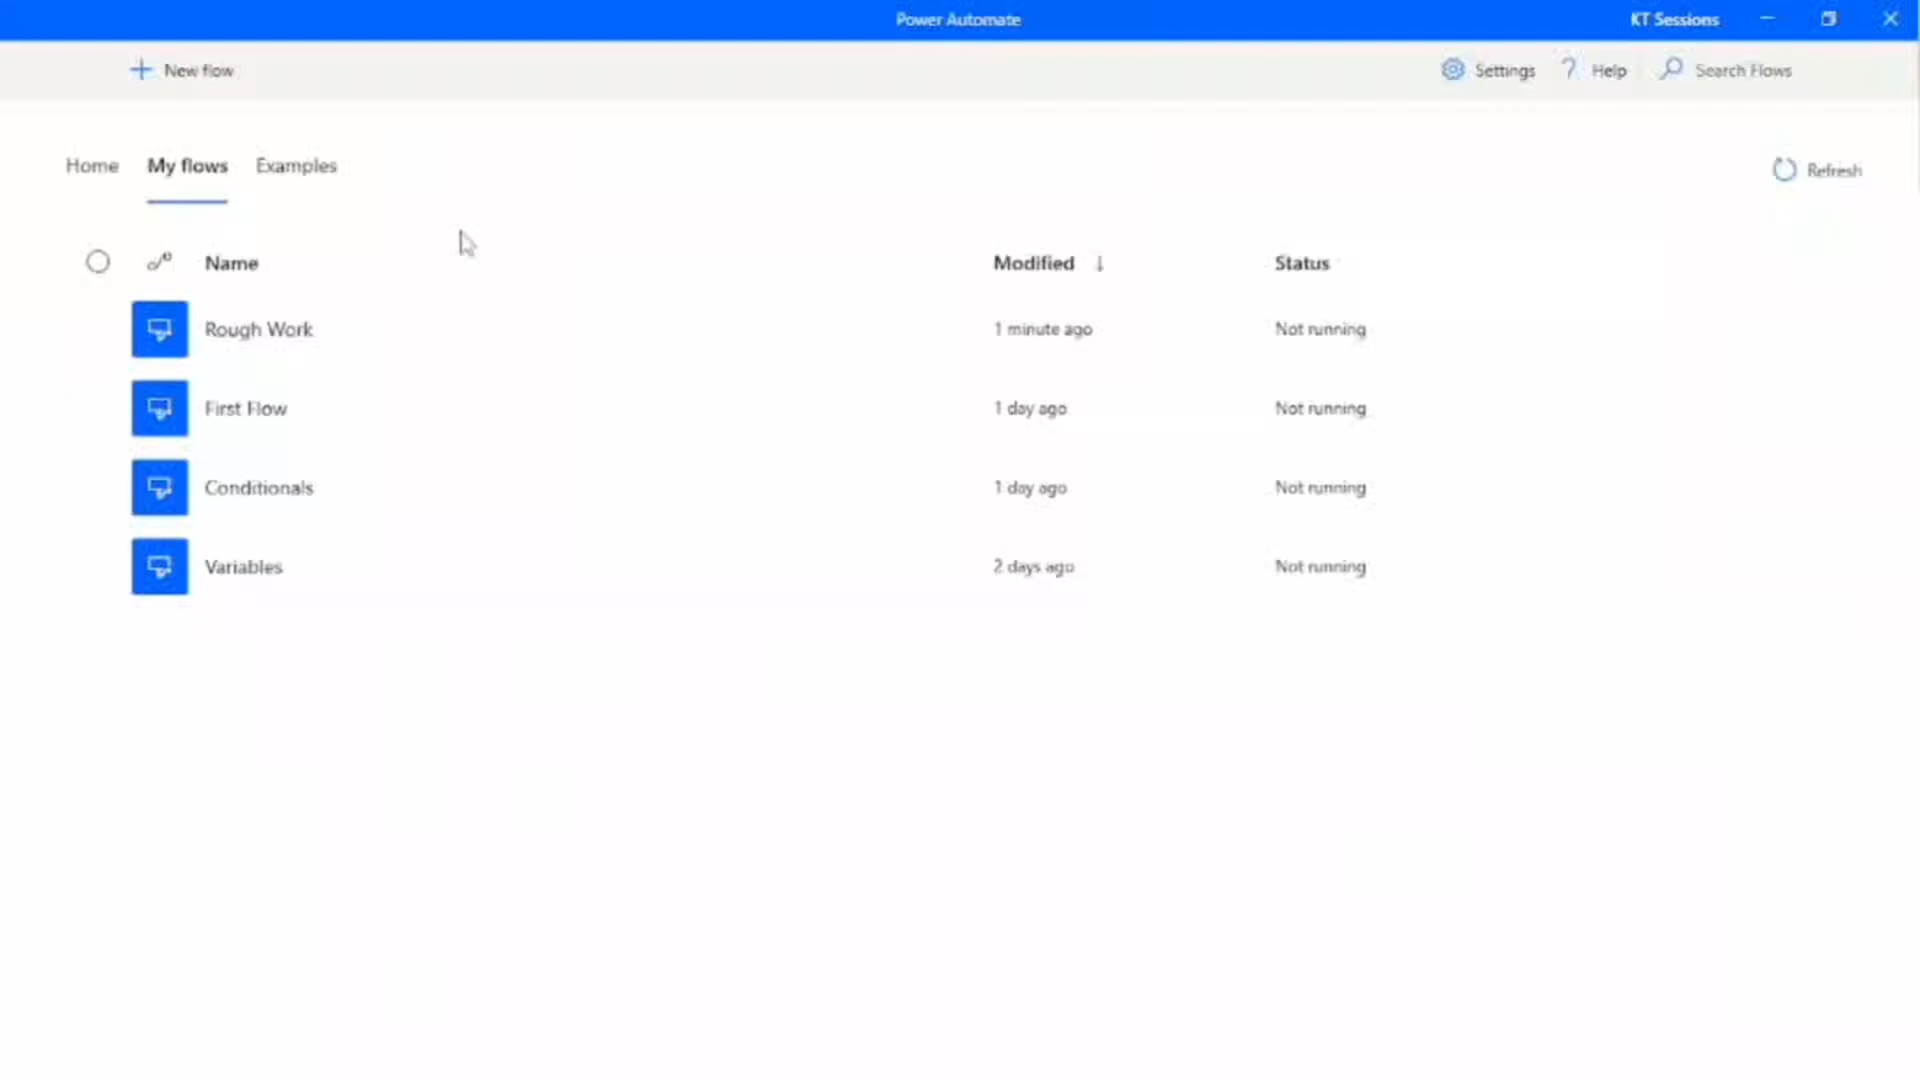 Power Automate
KT Sessions
New flow
Settings
Help
Search Flows
Home
My flows
Examples
Refresh
Name
Modified ↓
Status
Rough Work
1 minute ago
Not running
First Flow
1 day ago
Not running
Conditionals
1 day ago
Not running
Variables
2 days ago
Not running